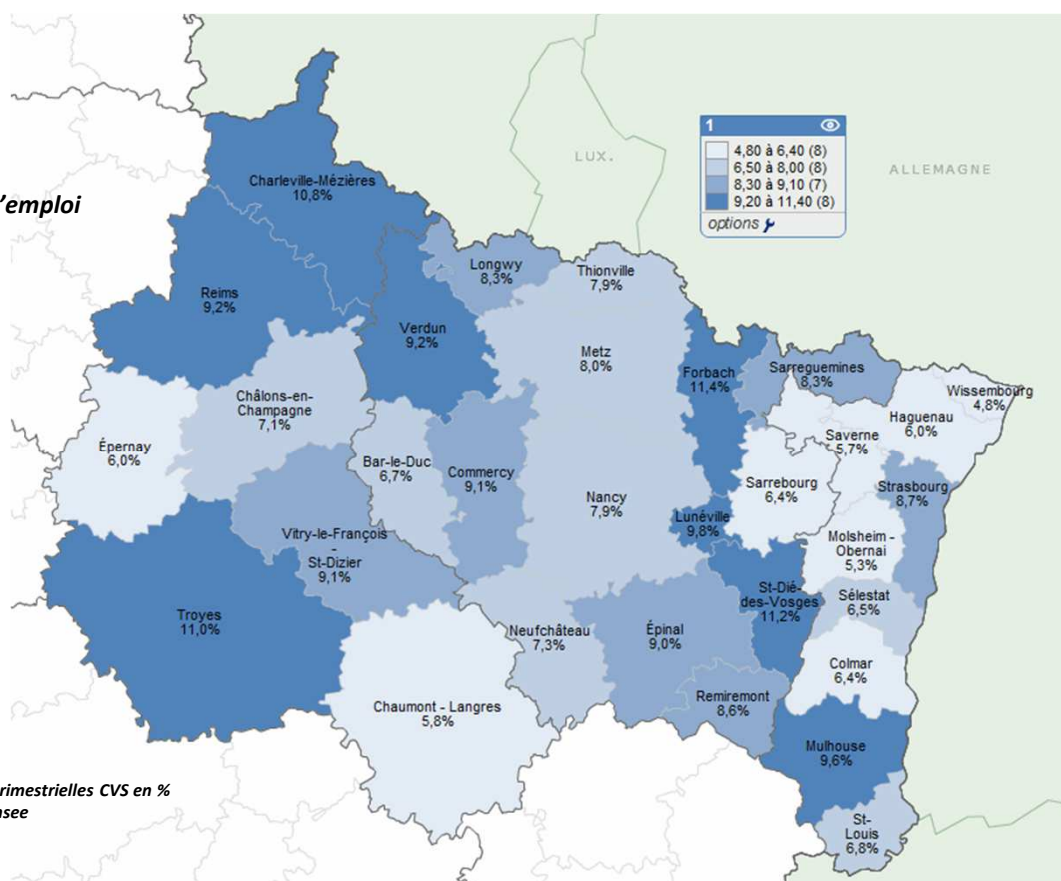 1
4,80 à 6,40 (8)
6,50 à 8,00 (8)
8,30 à 9,10 (7)
9,20 à 11,40 (8)
options
LUX.
ALLEMAGNE
’emploi
Charleville-Mézières
10,8%
Reims
9,2%
Verdun
9,2%
Longwy
8,3%
Thionville
7,9%
Metz
8,0%
Forbach
11,4%
Sarreguemines
8,3%
Wissembourg
4,8%
Haguenau
6,0%
Saverne
5,7%
Châlons-en-
Champagne
7,1%
Épernay
6,0%
Bar-le-Duc
6,7%
Commercy
9,1%
Nancy
7,9%
Sarrebourg
6,4%
Strasbourg
8,7%
Lunéville
9,8%
Molsheim -
Obernai
5,3%
Vitry-le-François
-
St-Dizier
9,1%
St-Dié-
des-Vosges
11,2%
Sélestat
6,5%
Troyes
11,0%
Neufchâteau
7,3%
Épinal
9,0%
Colmar
6,4%
Chaumont - Langres
5,8%
Remiremont
8,6%
Mulhouse
9,6%
St-
Louis
6,8%
rimestrielles CVS en %
nsee